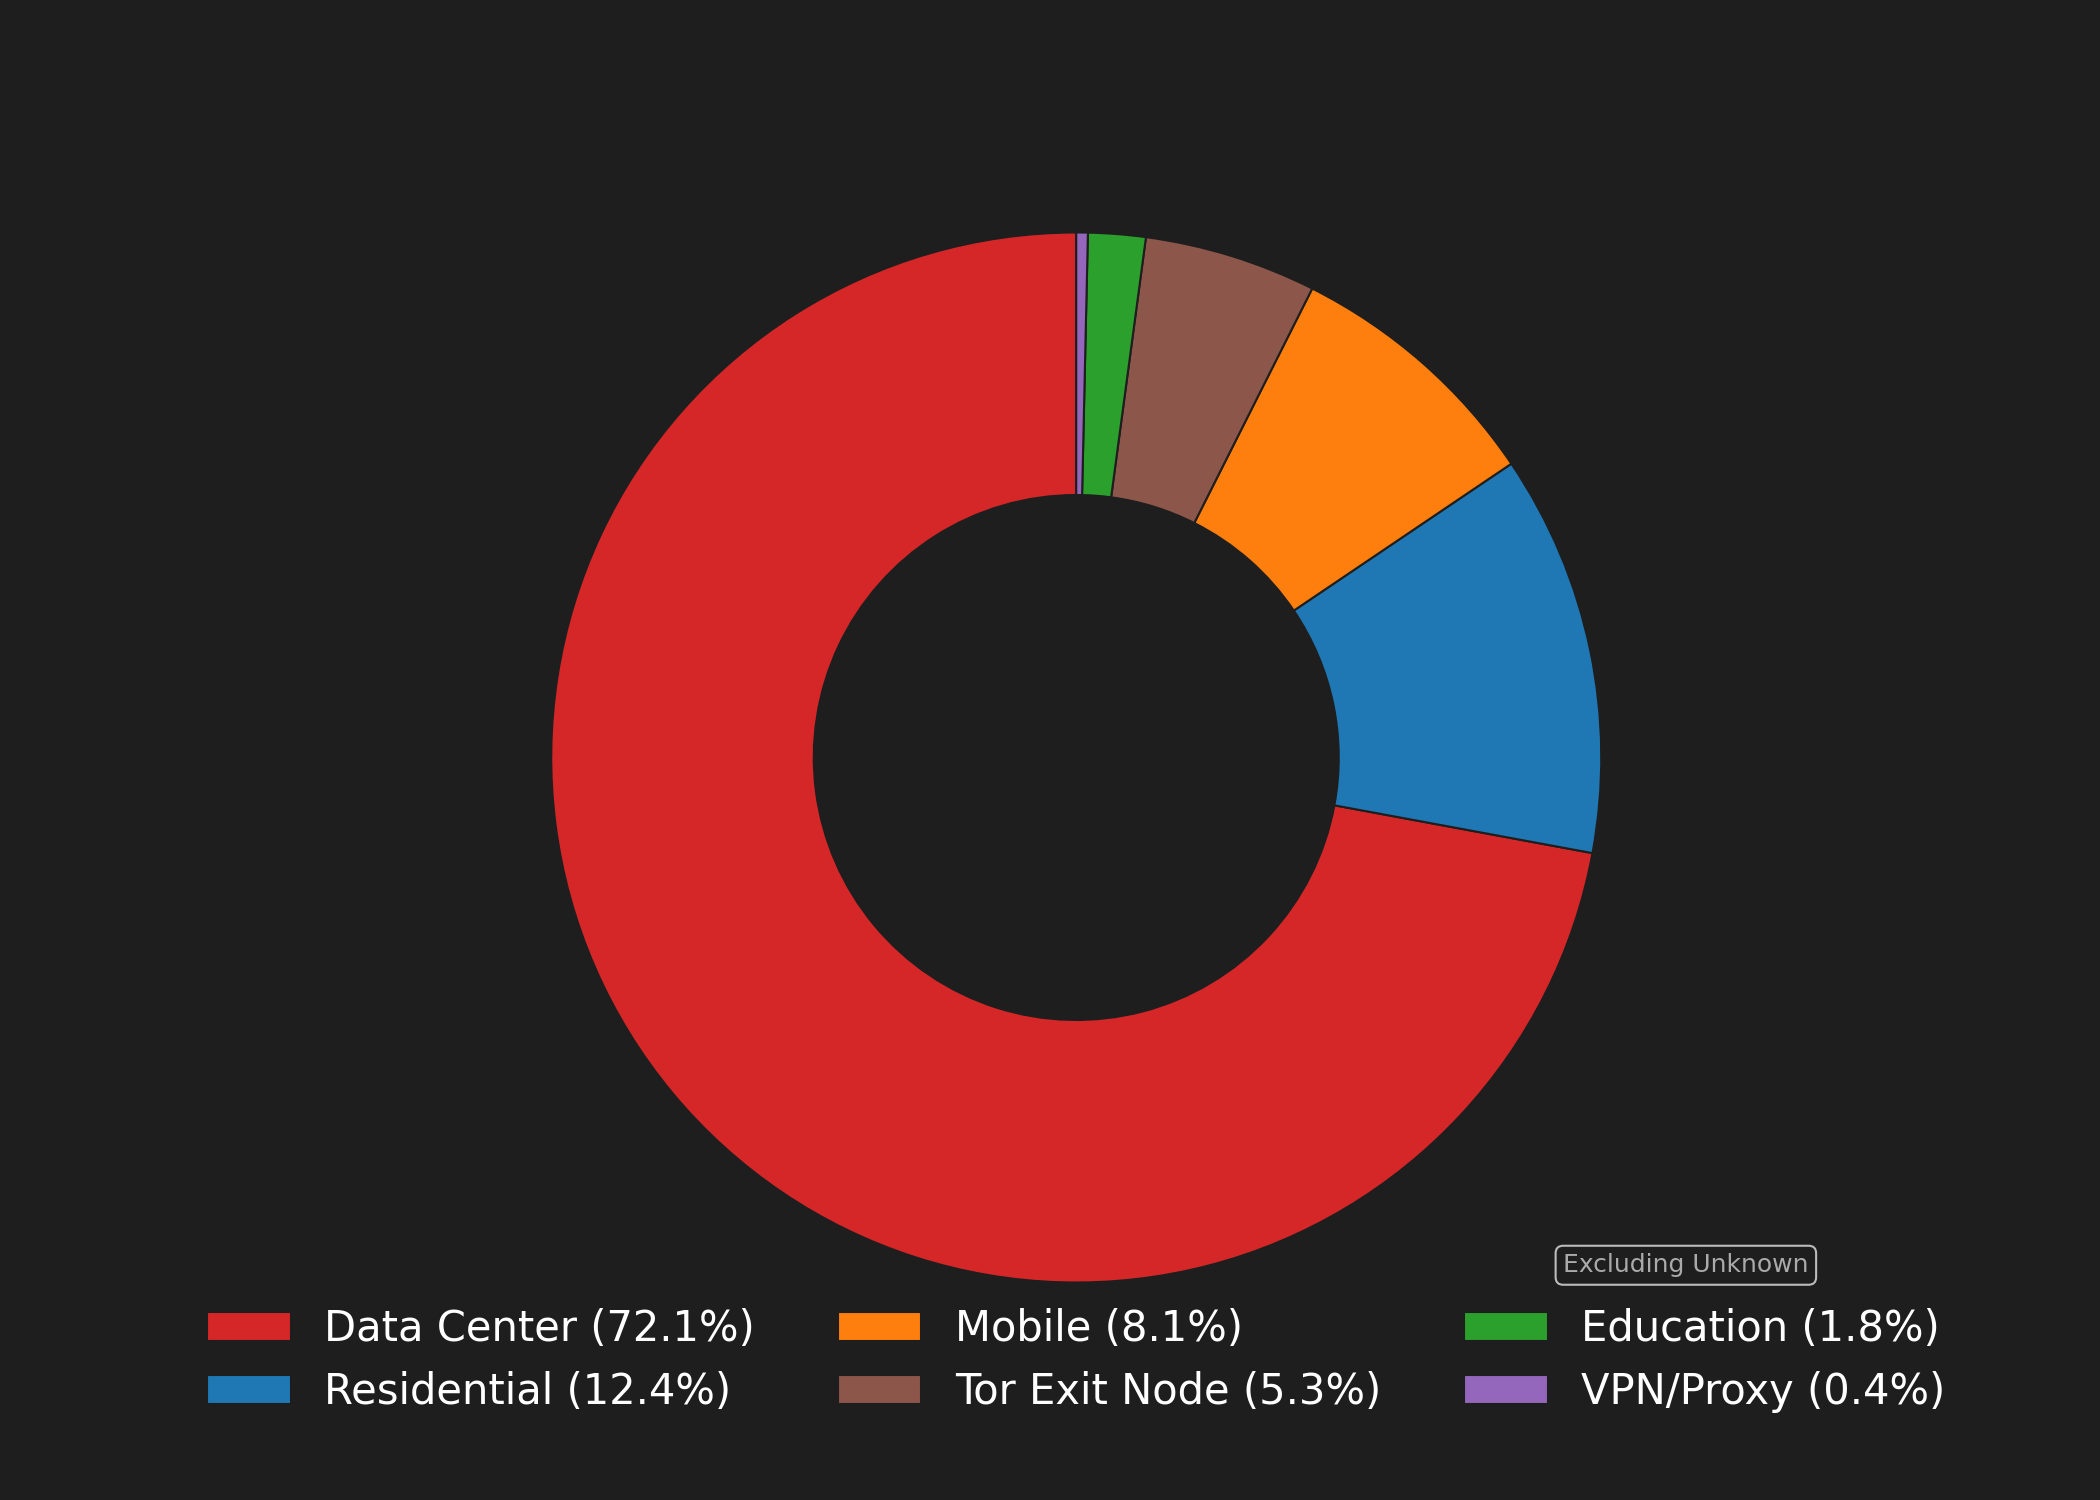 Excluding Unknown
Data Center (72.1%)
Residential (12.4%)
Mobile (8.1%)
Tor Exit Node (5.3%)
Education (1.8%)
VPN/Proxy (0.4%)